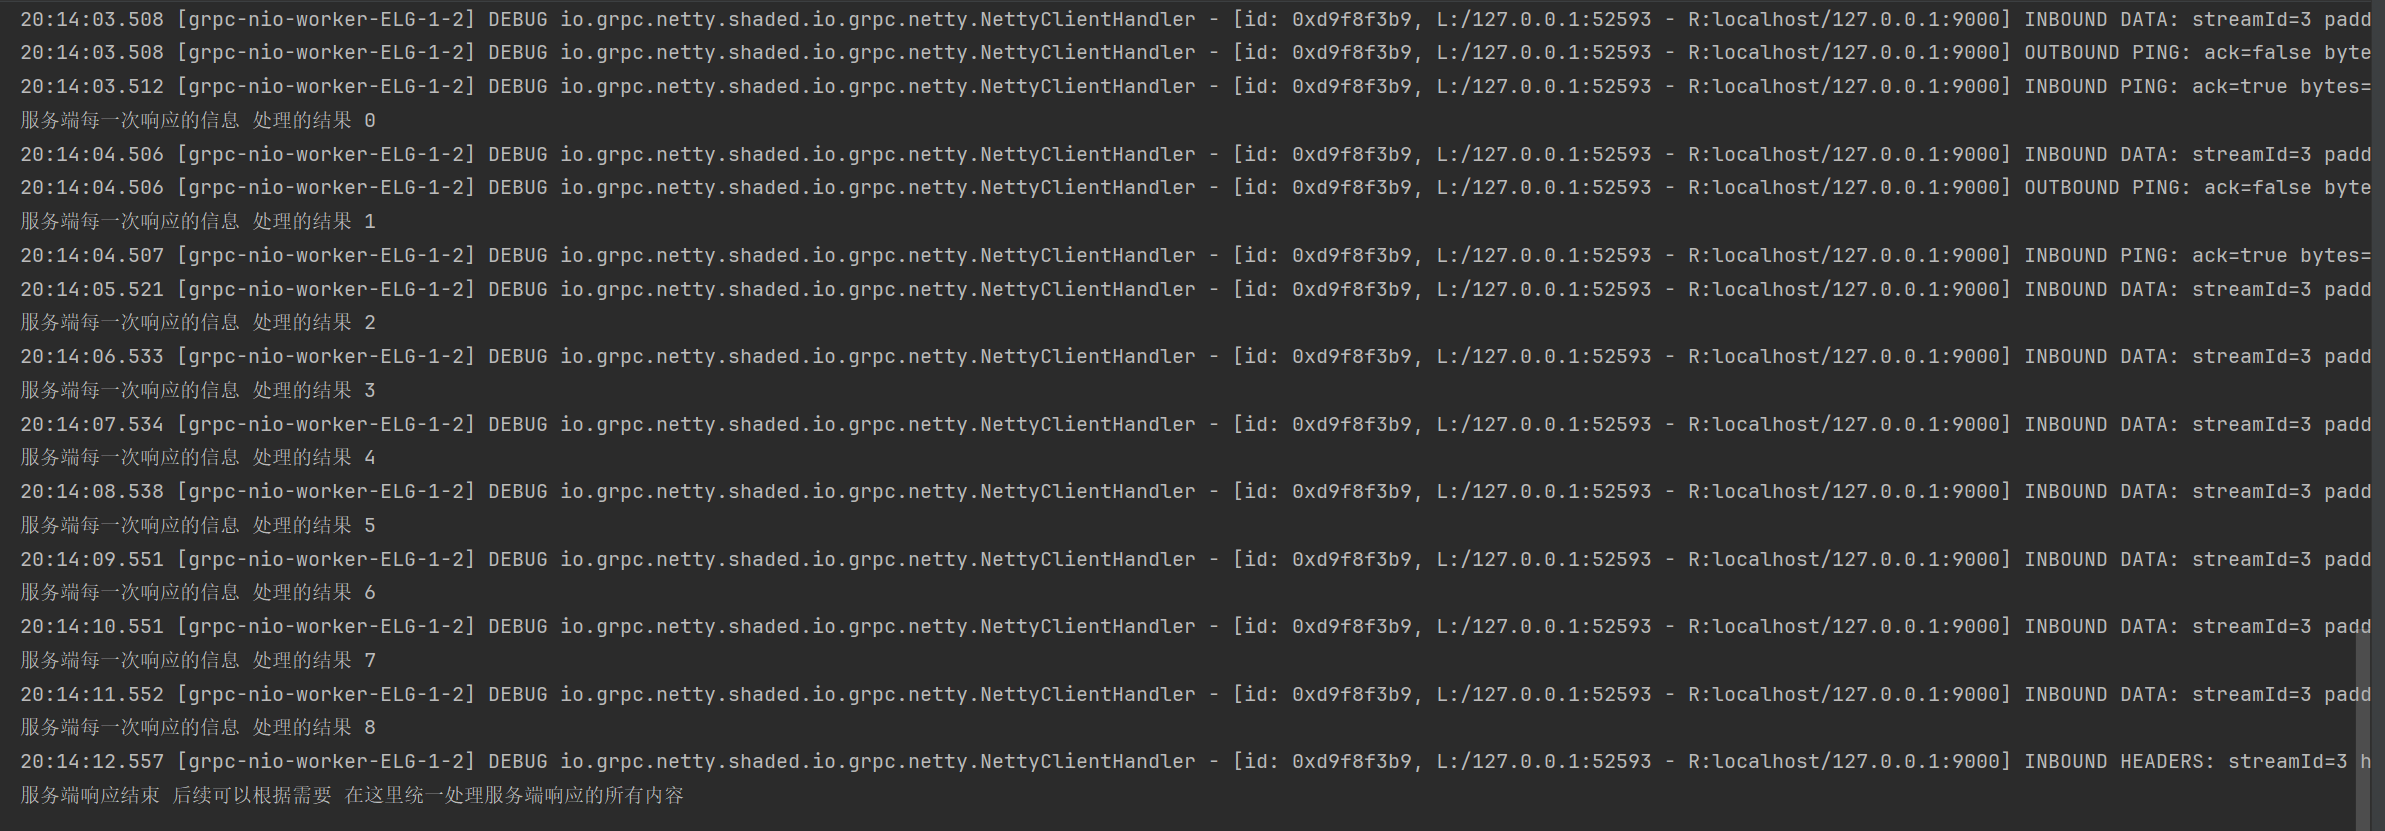 20:14:03.508 [grpc-nio-worker-ELG-1-2] DEBUG io.grpc.netty.shaded.io.grpc.netty.NettyClientHandler - [id: 0xd9f8f3b9, L:/127.0.0.1:52593 - R:localhost/127.0.0.1:9000] INBOUND DATA: streamId=3 padd
20:14:03.508 [grpc-nio-worker-ELG-1-2] DEBUG io.grpc.netty.shaded.io.grpc.netty.NettyClientHandler - [id: 0xd9f8f3b9, L:/127.0.0.1:52593 - R:localhost/127.0.0.1:9000] OUTBOUND PING: ack=false byte
20:14:03.512 [grpc-nio-worker-ELG-1-2] DEBUG io.grpc.netty.shaded.io.grpc.netty.NettyClientHandler - [id: 0xd9f8f3b9, L:/127.0.0.1:52593 - R:localhost/127.0.0.1:9000] INBOUND PING: ack=true bytes=
服务端每一次响应的信息 处理的结果 0
20:14:04.506 [grpc-nio-worker-ELG-1-2] DEBUG io.grpc.netty.shaded.io.grpc.netty.NettyClientHandler - [id: 0xd9f8f3b9, L:/127.0.0.1:52593 - R:localhost/127.0.0.1:9000] INBOUND DATA: streamId=3 padd
20:14:04.506 [grpc-nio-worker-ELG-1-2] DEBUG io.grpc.netty.shaded.io.grpc.netty.NettyClientHandler - [id: 0xd9f8f3b9, L:/127.0.0.1:52593 - R:localhost/127.0.0.1:9000] OUTBOUND PING: ack=false byte
服务端每一次响应的信息 处理的结果 1
20:14:04.507 [grpc-nio-worker-ELG-1-2] DEBUG io.grpc.netty.shaded.io.grpc.netty.NettyClientHandler - [id: 0xd9f8f3b9, L:/127.0.0.1:52593 - R:localhost/127.0.0.1:9000] INBOUND PING: ack=true bytes=
20:14:05.521 [grpc-nio-worker-ELG-1-2] DEBUG io.grpc.netty.shaded.io.grpc.netty.NettyClientHandler - [id: 0xd9f8f3b9, L:/127.0.0.1:52593 - R:localhost/127.0.0.1:9000] INBOUND DATA: streamId=3 padd
服务端每一次响应的信息 处理的结果 2
20:14:06.533 [grpc-nio-worker-ELG-1-2] DEBUG io.grpc.netty.shaded.io.grpc.netty.NettyClientHandler - [id: 0xd9f8f3b9, L:/127.0.0.1:52593 - R:localhost/127.0.0.1:9000] INBOUND DATA: streamId=3 padd
服务端每一次响应的信息 处理的结果 3
20:14:07.534 [grpc-nio-worker-ELG-1-2] DEBUG io.grpc.netty.shaded.io.grpc.netty.NettyClientHandler - [id: 0xd9f8f3b9, L:/127.0.0.1:52593 - R:localhost/127.0.0.1:9000] INBOUND DATA: streamId=3 padd
服务端每一次响应的信息 处理的结果 4
20:14:08.538 [grpc-nio-worker-ELG-1-2] DEBUG io.grpc.netty.shaded.io.grpc.netty.NettyClientHandler - [id: 0xd9f8f3b9, L:/127.0.0.1:52593 - R:localhost/127.0.0.1:9000] INBOUND DATA: streamId=3 padd
服务端每一次响应的信息 处理的结果 5
20:14:09.551 [grpc-nio-worker-ELG-1-2] DEBUG io.grpc.netty.shaded.io.grpc.netty.NettyClientHandler - [id: 0xd9f8f3b9, L:/127.0.0.1:52593 - R:localhost/127.0.0.1:9000] INBOUND DATA: streamId=3 padd
服务端每一次响应的信息 处理的结果 6
20:14:10.551 [grpc-nio-worker-ELG-1-2] DEBUG io.grpc.netty.shaded.io.grpc.netty.NettyClientHandler - [id: 0xd9f8f3b9, L:/127.0.0.1:52593 - R:localhost/127.0.0.1:9000] INBOUND DATA: streamId=3 padd
服务端每一次响应的信息 处理的结果 7
20:14:11.552 [grpc-nio-worker-ELG-1-2] DEBUG io.grpc.netty.shaded.io.grpc.netty.NettyClientHandler - [id: 0xd9f8f3b9, L:/127.0.0.1:52593 - R:localhost/127.0.0.1:9000] INBOUND DATA: streamId=3 padd
服务端每一次响应的信息 处理的结果 8
20:14:12.557 [grpc-nio-worker-ELG-1-2] DEBUG io.grpc.netty.shaded.io.grpc.netty.NettyClientHandler - [id: 0xd9f8f3b9, L:/127.0.0.1:52593 - R:localhost/127.0.0.1:9000] INBOUND HEADERS: streamId=3 h
服务端响应结束 后续可以根据需要 在这里统一处理服务端响应的所有内容